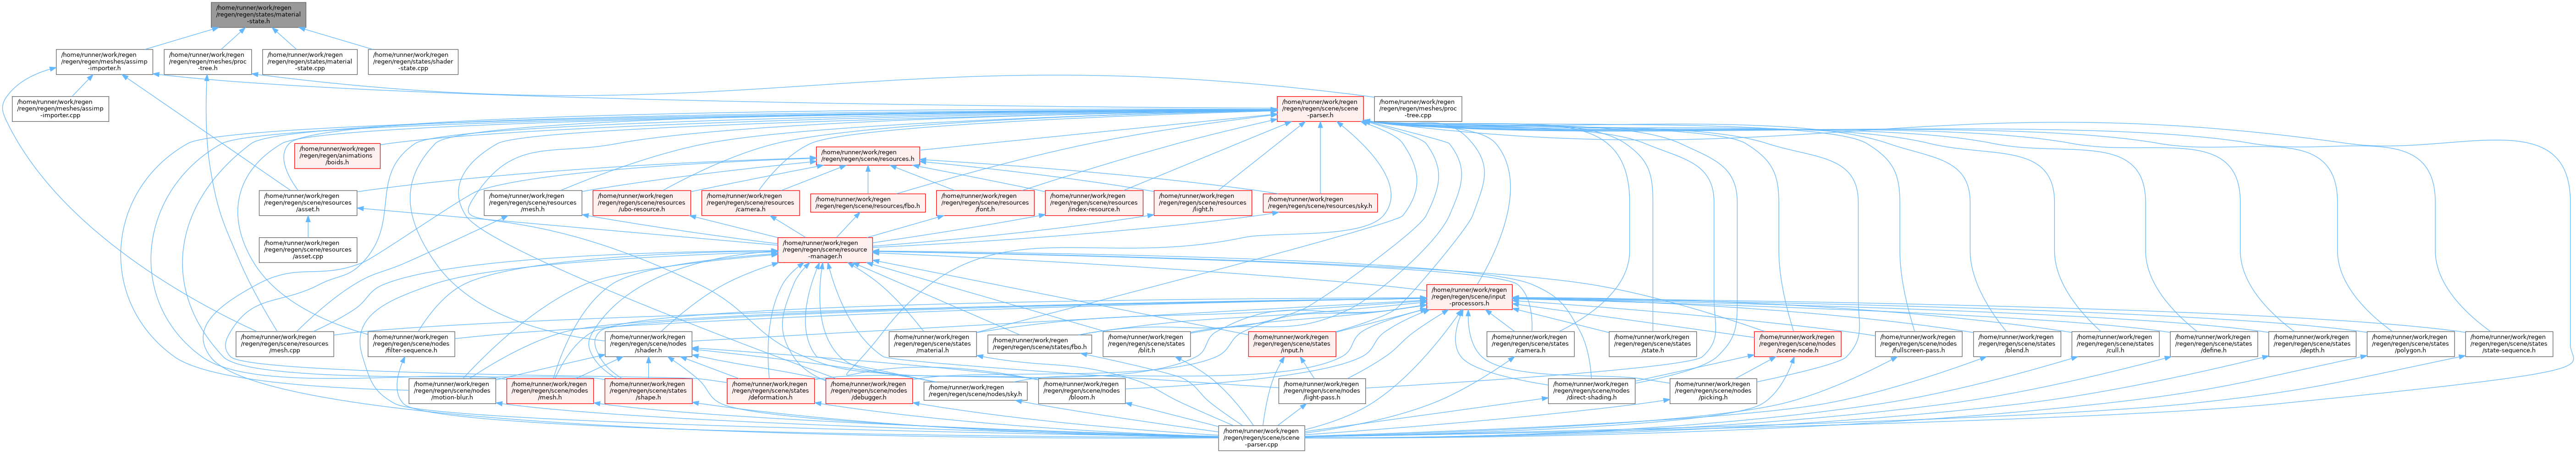 /home/runner/work/regen
/regen/regen/states/material
-state.h
/home/runner/work/regen
/regen/regen/meshes/assimp
-importer.h
/home/runner/work/regen
/regen/regen/meshes/proc
-tree.h
/home/runner/work/regen
/regen/regen/states/material
-state.cpp
/home/runner/work/regen
/regen/regen/states/shader
-state.cpp
/home/runner/work/regen
/regen/regen/meshes/assimp
-importer.cpp
/home/runner/work/regen
/regen/regen/scene/scene
-parser.h
/home/runner/work/regen
/regen/regen/meshes/proc
-tree.cpp
/home/runner/work/regen
/regen/regen/animations
/boids.h
/home/runner/work/regen
/regen/regen/scene/resources.h
/home/runner/work/regen
/regen/regen/scene/resources
/asset.h
/home/runner/work/regen
/regen/regen/scene/resources
/mesh.h
/home/runner/work/regen
/regen/regen/scene/resources
/ubo-resource.h
/home/runner/work/regen
/regen/regen/scene/resources
/camera.h
/home/runner/work/regen
/regen/regen/scene/resources/fbo.h
/home/runner/work/regen
/regen/regen/scene/resources
/font.h
/home/runner/work/regen
/regen/regen/scene/resources
/index-resource.h
/home/runner/work/regen
/regen/regen/scene/resources
/light.h
/home/runner/work/regen
/regen/regen/scene/resources/sky.h
/home/runner/work/regen
/regen/regen/scene/resources
/asset.cpp
/home/runner/work/regen
/regen/regen/scene/resource
-manager.h
/home/runner/work/regen
/regen/regen/scene/input
-processors.h
/home/runner/work/regen
/regen/regen/scene/resources
/mesh.cpp
/home/runner/work/regen
/regen/regen/scene/nodes
/filter-sequence.h
/home/runner/work/regen
/regen/regen/scene/nodes
/shader.h
/home/runner/work/regen
/regen/regen/scene/states
/material.h
/home/runner/work/regen
/regen/regen/scene/states/fbo.h
/home/runner/work/regen
/regen/regen/scene/states
/blit.h
/home/runner/work/regen
/regen/regen/scene/states
/input.h
/home/runner/work/regen
/regen/regen/scene/states
/camera.h
/home/runner/work/regen
/regen/regen/scene/states
/state.h
/home/runner/work/regen
/regen/regen/scene/nodes
/scene-node.h
/home/runner/work/regen
/regen/regen/scene/nodes
/fullscreen-pass.h
/home/runner/work/regen
/regen/regen/scene/states
/blend.h
/home/runner/work/regen
/regen/regen/scene/states
/cull.h
/home/runner/work/regen
/regen/regen/scene/states
/define.h
/home/runner/work/regen
/regen/regen/scene/states
/depth.h
/home/runner/work/regen
/regen/regen/scene/states
/polygon.h
/home/runner/work/regen
/regen/regen/scene/states
/state-sequence.h
/home/runner/work/regen
/regen/regen/scene/nodes
/motion-blur.h
/home/runner/work/regen
/regen/regen/scene/nodes
/mesh.h
/home/runner/work/regen
/regen/regen/scene/states
/shape.h
/home/runner/work/regen
/regen/regen/scene/states
/deformation.h
/home/runner/work/regen
/regen/regen/scene/nodes
/debugger.h
/home/runner/work/regen
/regen/regen/scene/nodes/sky.h
/home/runner/work/regen
/regen/regen/scene/nodes
/bloom.h
/home/runner/work/regen
/regen/regen/scene/nodes
/light-pass.h
/home/runner/work/regen
/regen/regen/scene/nodes
/direct-shading.h
/home/runner/work/regen
/regen/regen/scene/nodes
/picking.h
/home/runner/work/regen
/regen/regen/scene/scene
-parser.cpp